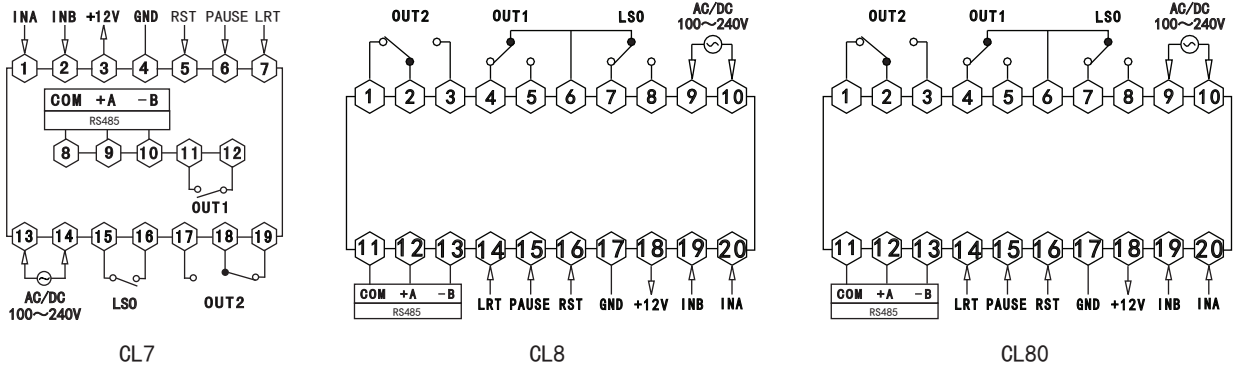 INA INB +12V GND RST PAUSE LRT
1 2 3 4 5 6 7
COM +A -B
RS485
8 9 10 11 12
OUT1
13 14 15 16 17 18 19
AC/DC
100～240V
LSO
OUT2
CL7
OUT2 OUT1 LSO
AC/DC
100～240V
1 2 3 4 5 6 7 8 9 10
11 12 13 14 15 16 17 18 19 20
COM +A -B
RS485
LRT PAUSE RST GND +12V INB INA
CL8
OUT2 OUT1 LSO
AC/DC
100～240V
1 2 3 4 5 6 7 8 9 10
11 12 13 14 15 16 17 18 19 20
COM +A -B
RS485
LRT PAUSE RST GND +12V INB INA
CL80